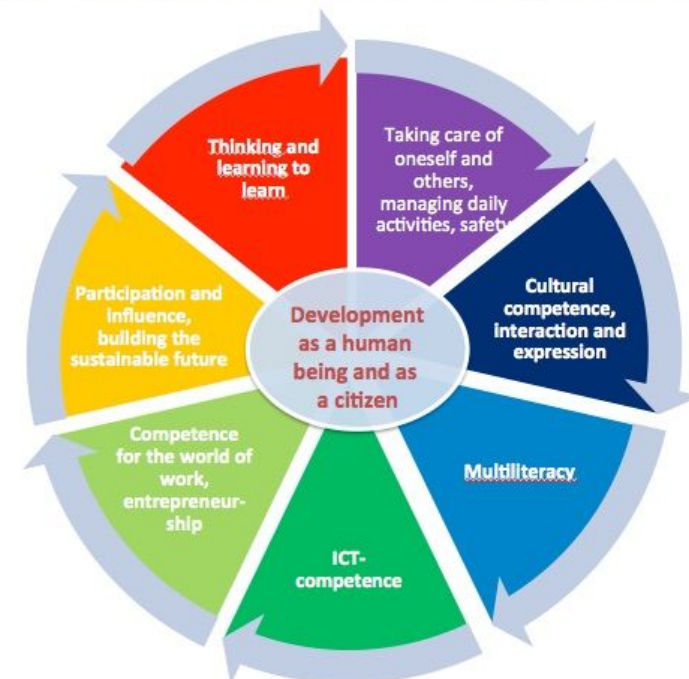 Thinking and
learning to
learn
Taking care of
oneself and
others,
managing daily
activities, safety
Cultural
competence,
interaction and
expression
Multiliteracy
ICT-
competence
Competence
for the world of
work,
entrepreneur-
ship
Participation and
influence,
building the
sustainable future
Development
as a human
being and as
a citizen